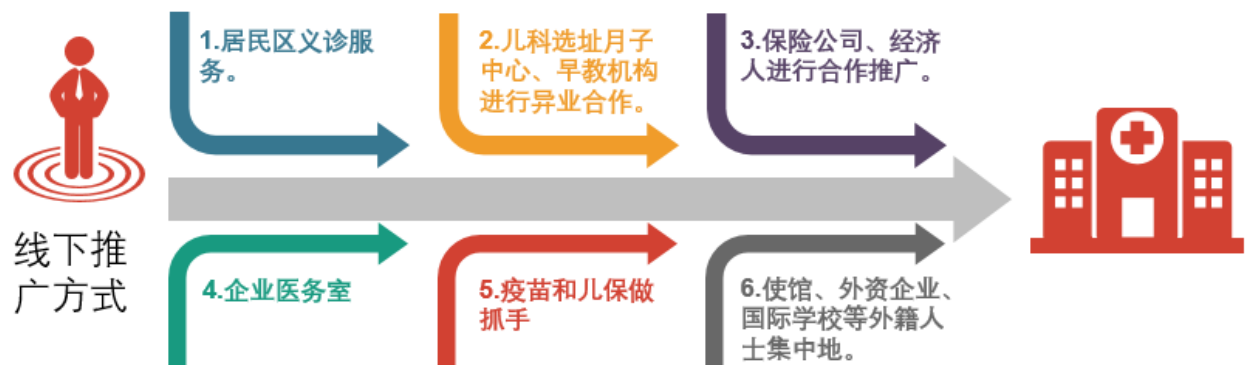 1.居民区义诊服
务。
2.儿科选址月子
中心、早教机构
进行异业合作。
3.保险公司、经济
人进行合作推广。
线下推
广方式
4.企业医务室
5.疫苗和儿保做
抓手
6.使馆、外资企业、
国际学校等外籍人
士集中地。